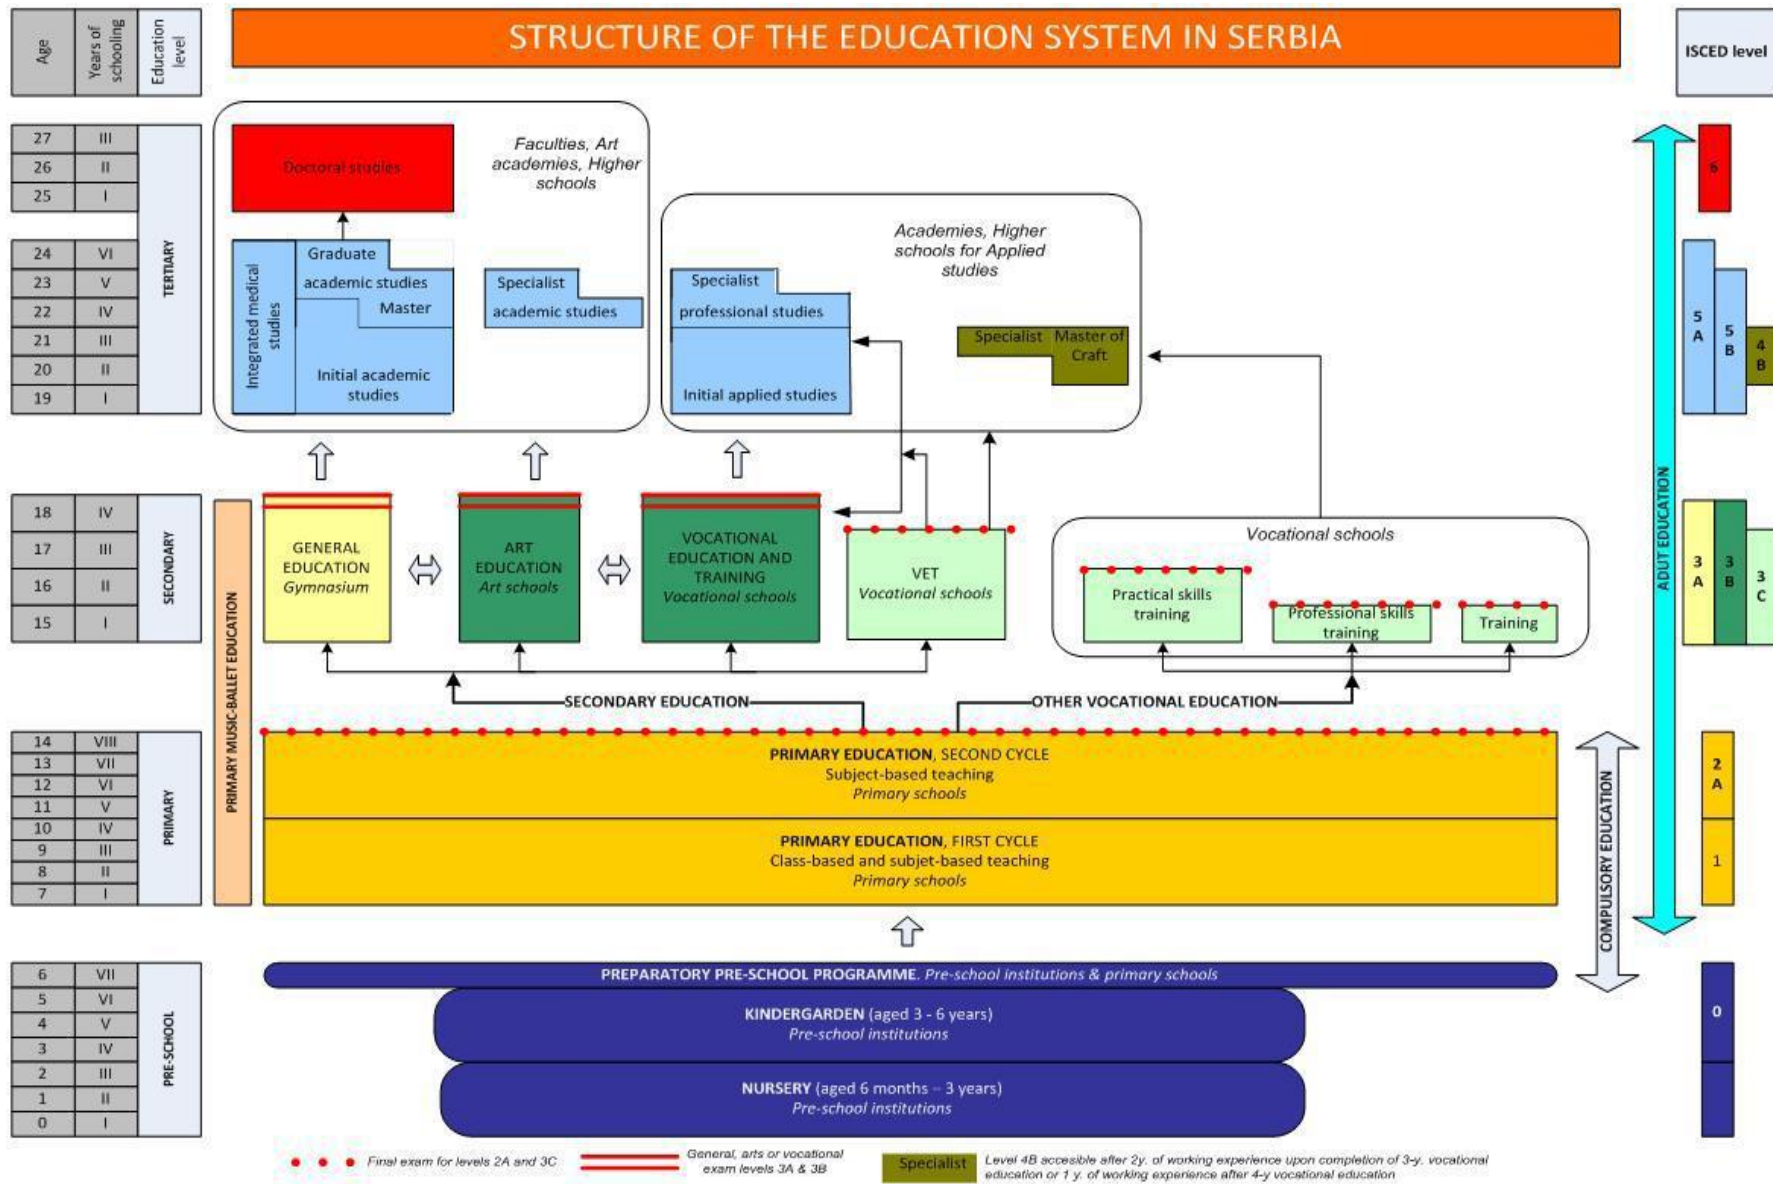 STRUCTURE OF THE EDUCATION SYSTEM IN SERBIA
Age
Years of
schooling
Education
level
ISCED level
27 III
26 II
25 I
24 VI
23 V
22 IV
21 III
20 II
19 I
TERTIARY
Doctoral studies
Faculties, Art
academies, Higher
schools
Integrated medical
studies
Graduate
academic studies
Master
Initial academic
studies
Specialist
academic studies
Academies, Higher
schools for Applied
studies
Specialist
professional studies
Initial applied studies
Specialist
Master of
Craft
6
5
A
5
B
4
B
18 IV
17 III
16 II
15 I
SECONDARY
PRIMARY MUSIC-BALLET EDUCATION
GENERAL
EDUCATION
Gymnasium
ART
EDUCATION
Art schools
VOCATIONAL
EDUCATION AND
TRAINING
Vocational schools
VET
Vocational schools
Vocational schools
Practical skills
training
Professional skills
training
Training
ADUT EDUCATION
3
A
3
B
3
C
SECONDARY EDUCATION
OTHER VOCATIONAL EDUCATION
14 VIII
13 VII
12 VI
11 V
10 IV
9 III
8 II
7 I
PRIMARY
PRIMARY EDUCATION, SECOND CYCLE
Subject-based teaching
Primary schools
PRIMARY EDUCATION, FIRST CYCLE
Class-based and subjet-based teaching
Primary schools
COMPULSORY EDUCATION
2
A
1
6 VII
5 VI
4 V
3 IV
2 III
1 II
0 I
PRE-SCHOOL
PREPARATORY PRE-SCHOOL PROGRAMME. Pre-school institutions & primary schools
KINDERGARDEN (aged 3 - 6 years)
Pre-school institutions
NURSERY (aged 6 months – 3 years)
Pre-school institutions
0
Final exam for levels 2A and 3C
General, arts or vocational
exam levels 3A & 3B
Specialist
Level 4B accesible after 2y. of working experience upon completion of 3-y. vocational
education or 1 y. of working experience after 4-y vocational education